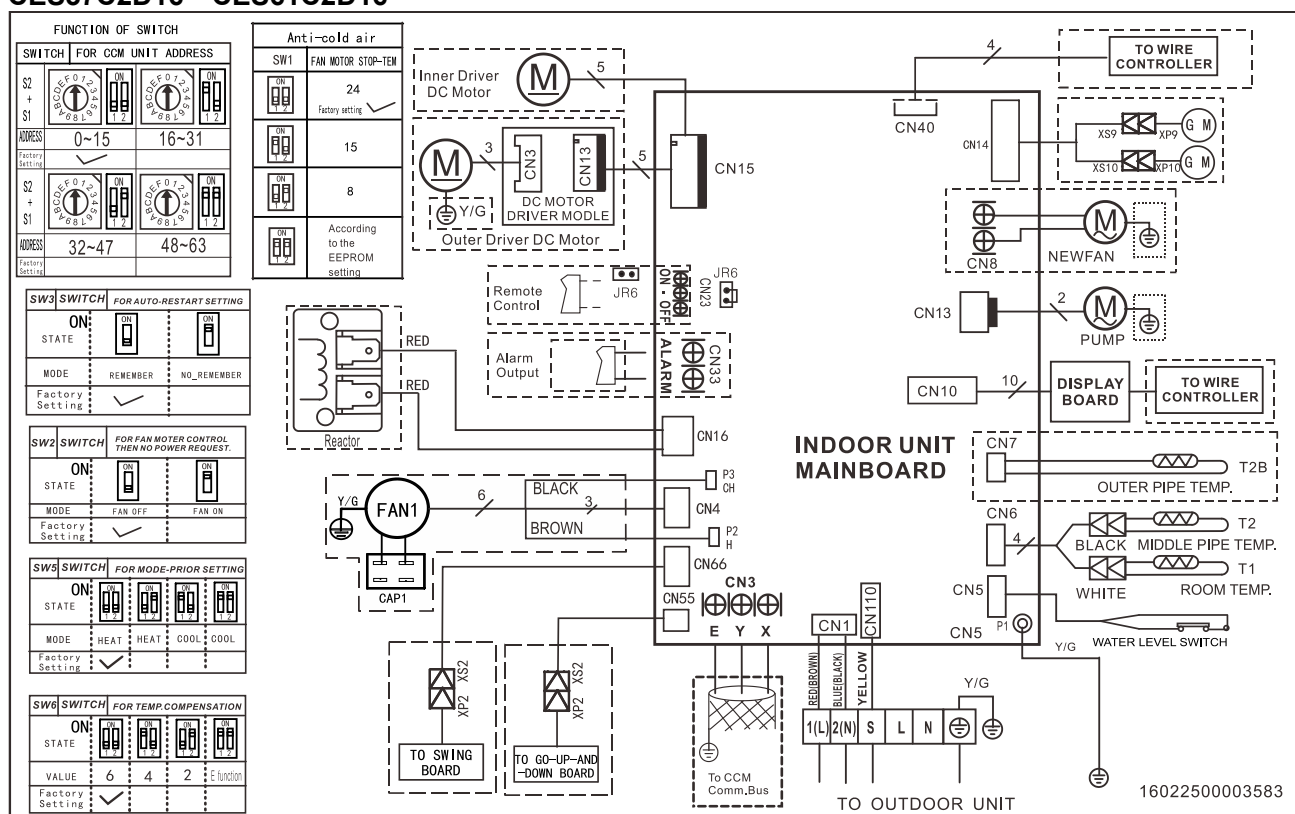 FUNCTION OF SWITCH
SWITCH FOR CCM UNIT ADDRESS
S2
+
S1
ADDRESS 0~15 16~31
Factory
Setting
S2
+
S1
ADDRESS 32~47 48~63
Factory
Setting
Anti-cold air
SW1 FAN MOTOR STOP-TEM
24
Factory setting
15
8
According
to the
EEPROM
setting
SW3 SWITCH FOR AUTO-RESTART SETTING
ON
STATE
MODE REMEMBER NO_REMEMBER
Factory
Setting
SW2 SWITCH FOR FAN MOTER CONTROL
THEN NO POWER REQUEST.
ON
STATE
MODE FAN OFF FAN ON
Factory
Setting
SW5 SWITCH FOR MODE-PRIOR SETTING
ON
STATE
MODE HEAT HEAT COOL COOL
Factory
Setting
SW6 SWITCH FOR TEMP.COMPENSATION
ON
STATE
VALUE 6 4 2 E function
Factory
Setting
Inner Driver
DC Motor
M
5
M
3
CN3
CN13
5
CN15
DC MOTOR
DRIVER MODLE
Y/G
Outer Driver DC Motor
Remote
Control
JR6
ON · OFF
CN23
JR6
Alarm
Output
ALARM
CN33
RED
RED
Reactor
CN16
Y/G
FAN1
6
BLACK
3
BROWN
P3
CH
CN4
P2
H
CAP1
CN66
CN55
XS2
XP2
TO SWING
BOARD
XS2
XP2
TO GO-UP-AND
-DOWN BOARD
CN3
E Y X
To CCM
Comm.Bus
INDOOR UNIT
MAINBOARD
CN40
4
TO WIRE
CONTROLLER
CN14
XS9 XP9 G M
XS10 XP10 G M
CN8
M
NEWFAN
CN13
2
M
PUMP
CN10
10
DISPLAY
BOARD
TO WIRE
CONTROLLER
CN7
T2B
OUTER PIPE TEMP.
CN6
4
T2
BLACK MIDDLE PIPE TEMP.
T1
WHITE ROOM TEMP.
CN5
WATER LEVEL SWITCH
CN5 P1
Y/G
CN1
CN110
RED(BROWN)
BLUE(BLACK)
YELLOW
Y/G
1(L) 2(N) S L N
TO OUTDOOR UNIT
16022500003583